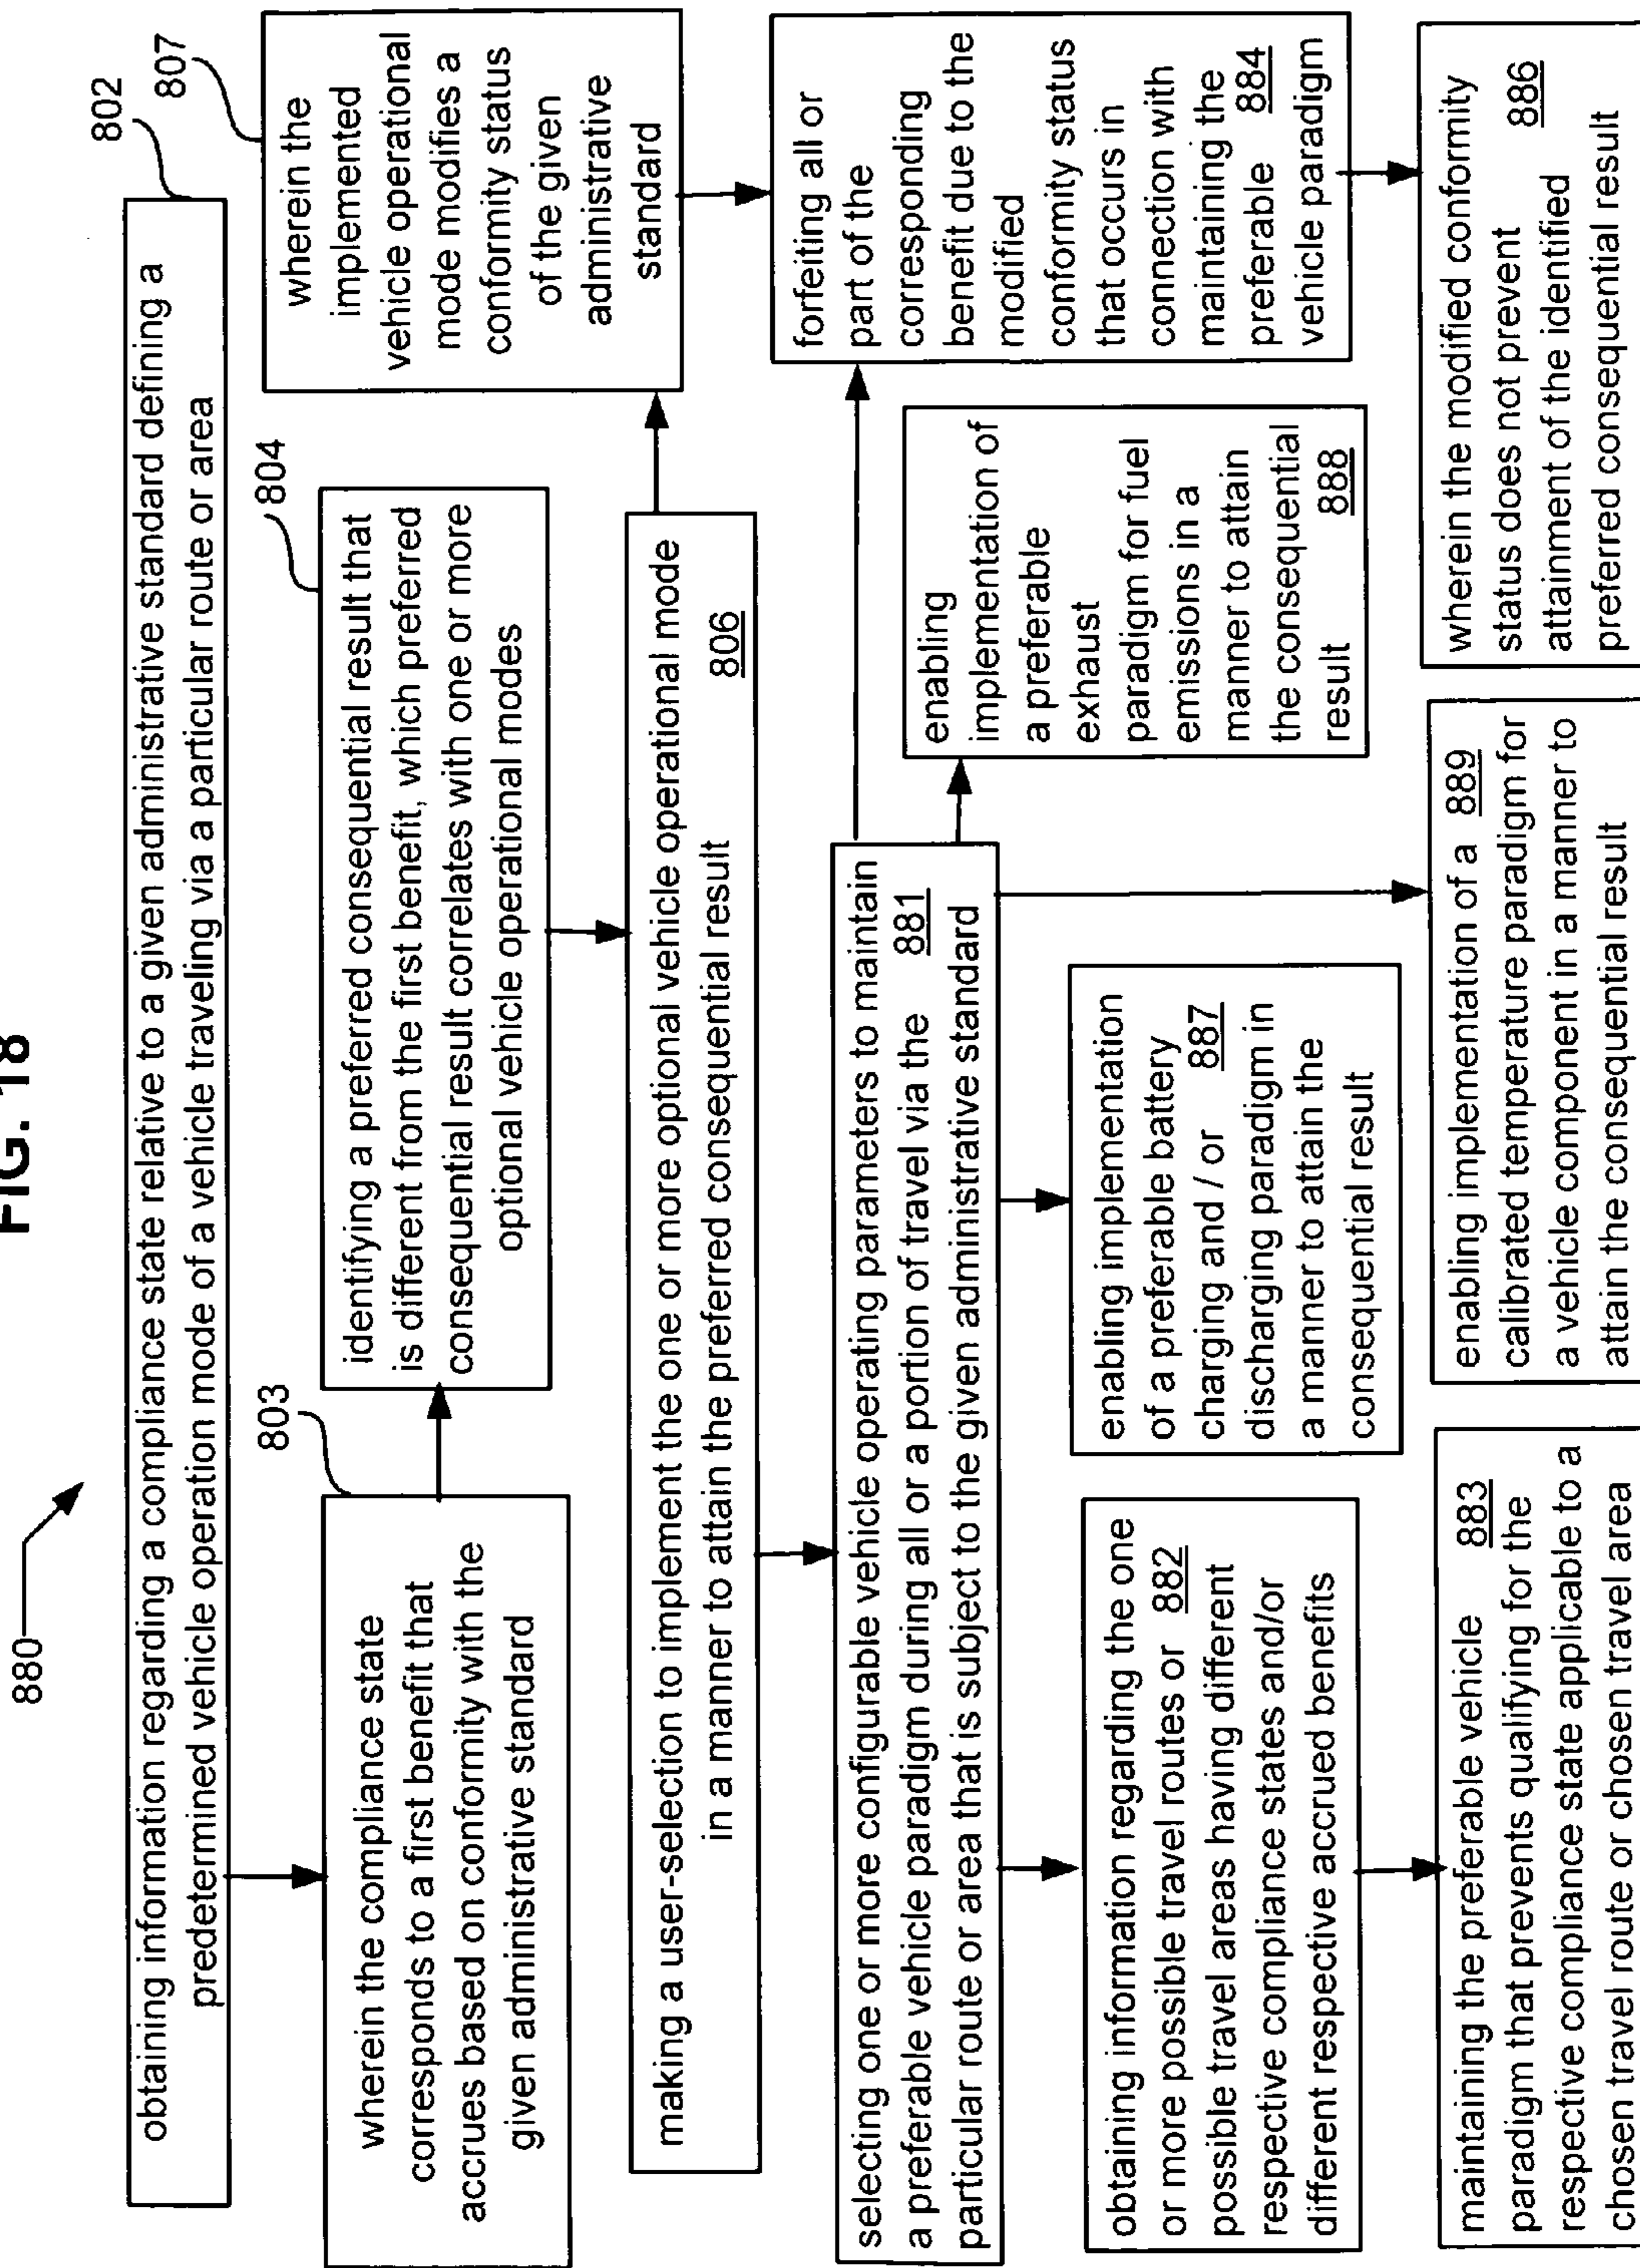 FIG. 18
880
802
obtaining information regarding a compliance state relative to a given administrative standard defining a
predetermined vehicle operation mode of a vehicle traveling via a particular route or area
803
wherein the compliance state
corresponds to a first benefit that
accrues based on conformity with the
given administrative standard
804
identifying a preferred consequential result that
is different from the first benefit, which preferred
consequential result correlates with one or more
optional vehicle operational modes
807
wherein the
implemented
vehicle operational
mode modifies a
conformity status
of the given
administrative
standard
making a user-selection to implement the one or more optional vehicle operational mode
in a manner to attain the preferred consequential result 806
selecting one or more configurable vehicle operating parameters to maintain
a preferable vehicle paradigm during all or a portion of travel via the 881
particular route or area that is subject to the given administrative standard
forfeiting all or
part of the
corresponding
benefit due to the
modified
conformity status
that occurs in
connection with
maintaining the
preferable 884
vehicle paradigm
obtaining information regarding the one
or more possible travel routes or 882
possible travel areas having different
respective compliance states and/or
different respective accrued benefits
enabling implementation
of a preferable battery
charging and / or 887
discharging paradigm in
a manner to attain the
consequential result
enabling
implementation of
a preferable
exhaust
paradigm for fuel
emissions in a
manner to attain
the consequential
result 888
maintaining the preferable vehicle 883
paradigm that prevents qualifying for the
respective compliance state applicable to a
chosen travel route or chosen travel area
enabling implementation of a 889
calibrated temperature paradigm for
a vehicle component in a manner to
attain the consequential result
wherein the modified conformity
status does not prevent 886
attainment of the identified
preferred consequential result